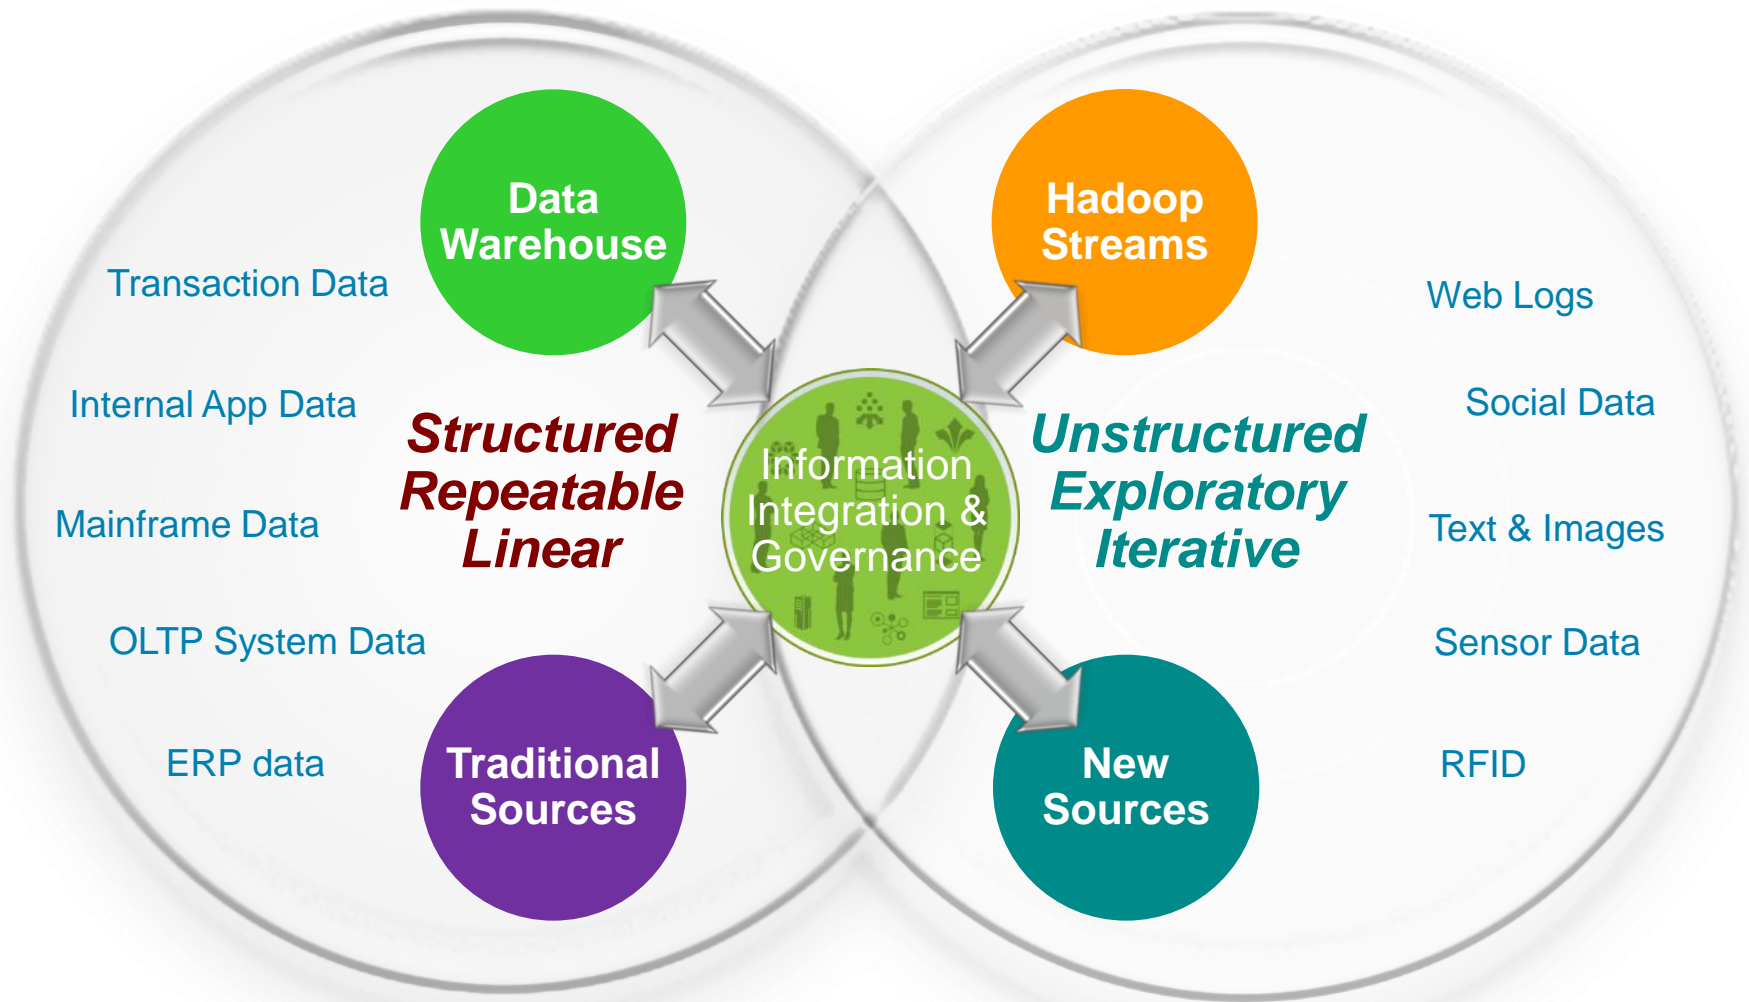 Data
Warehouse
Hadoop
Streams
Transaction Data
Internal App Data
Mainframe Data
OLTP System Data
ERP data
Structured
Repeatable
Linear
Information
Integration &
Governance
Unstructured
Exploratory
Iterative
Web Logs
Social Data
Text & Images
Sensor Data
RFID
Traditional
Sources
New
Sources